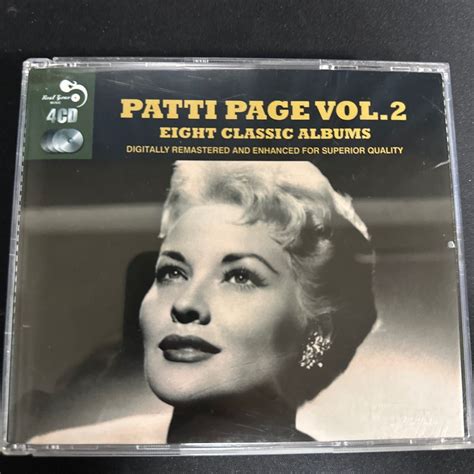 Real Gone
MUSIC
4CD
PATTI PAGE VOL.2
EIGHT CLASSIC ALBUMS
DIGITALLY REMASTERED AND ENHANCED FOR SUPERIOR QUALITY